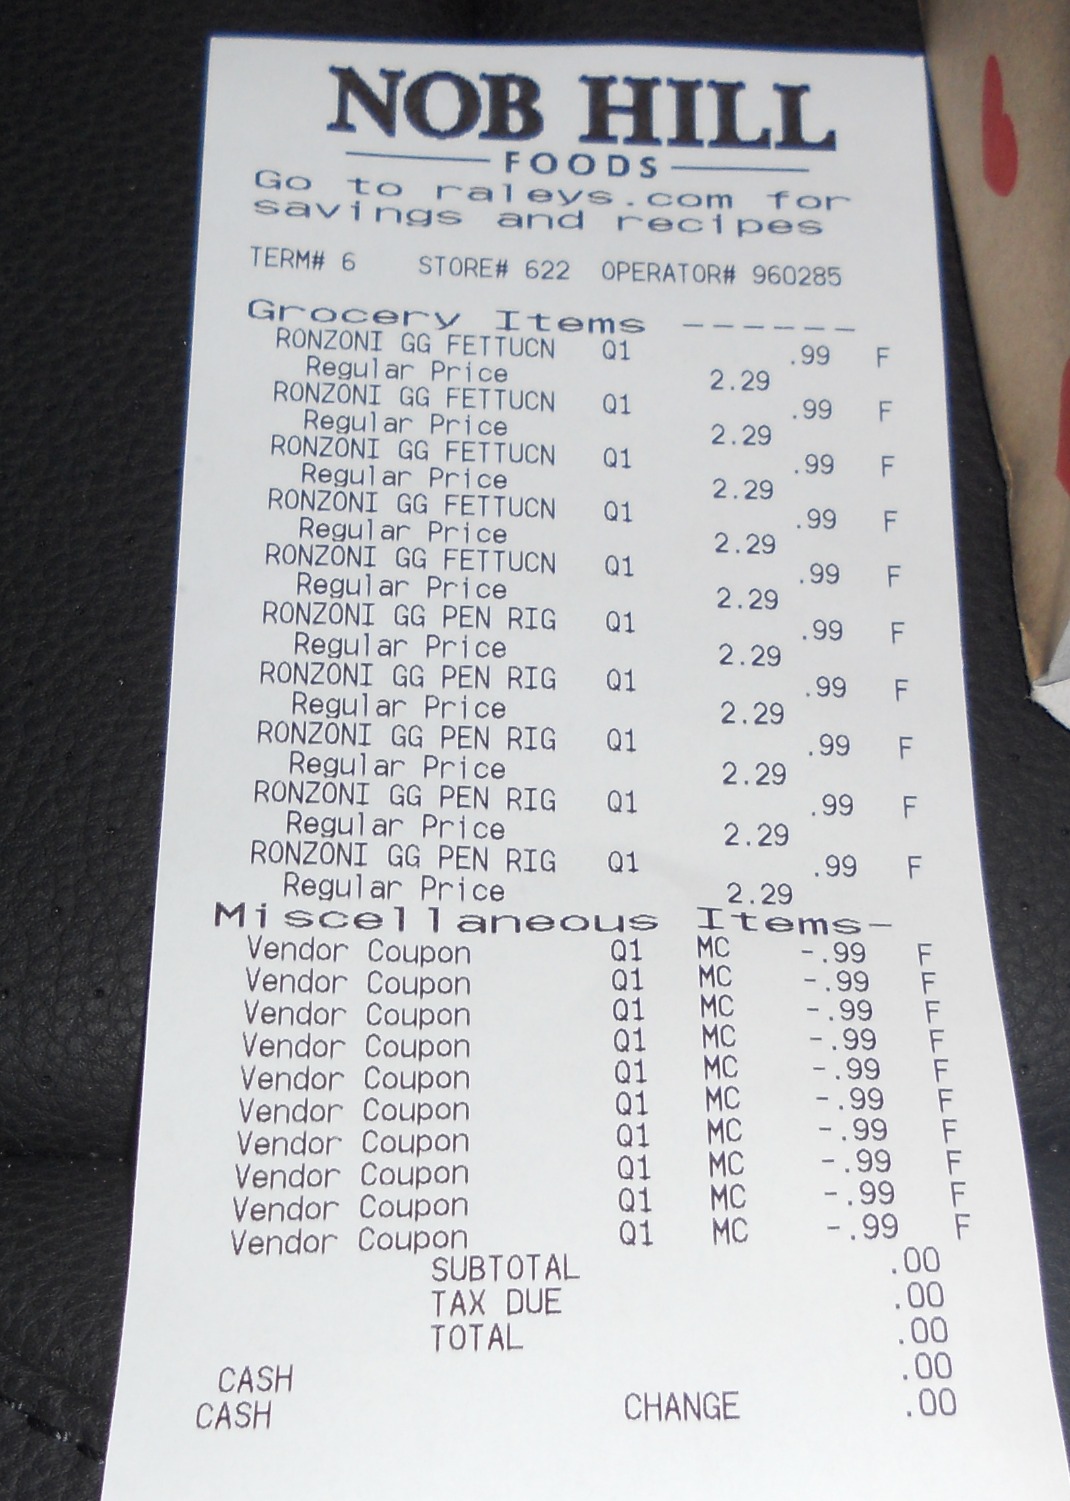 NOB HILL
FOODS
Go to raleys.com for
savings and recipes
TERM# 6 STORE# 622 OPERATOR# 960285
Grocery Items ------
RONZONI GG FETTUCN Q1 .99 F
Regular Price 2.29
RONZONI GG FETTUCN Q1 .99 F
Regular Price 2.29
RONZONI GG FETTUCN Q1 .99 F
Regular Price 2.29
RONZONI GG FETTUCN Q1 .99 F
Regular Price 2.29
RONZONI GG FETTUCN Q1 .99 F
Regular Price 2.29
RONZONI GG PEN RIG Q1 .99 F
Regular Price 2.29
RONZONI GG PEN RIG Q1 .99 F
Regular Price 2.29
RONZONI GG PEN RIG Q1 .99 F
Regular Price 2.29
RONZONI GG PEN RIG Q1 .99 F
Regular Price 2.29
RONZONI GG PEN RIG Q1 .99 F
Regular Price 2.29
Miscellaneous Items-
Vendor Coupon Q1 MC -.99 F
Vendor Coupon Q1 MC -.99 F
Vendor Coupon Q1 MC -.99 F
Vendor Coupon Q1 MC -.99 F
Vendor Coupon Q1 MC -.99 F
Vendor Coupon Q1 MC -.99 F
Vendor Coupon Q1 MC -.99 F
Vendor Coupon Q1 MC -.99 F
Vendor Coupon Q1 MC -.99 F
Vendor Coupon Q1 MC -.99 F
SUBTOTAL .00
TAX DUE .00
TOTAL .00
CASH .00
CASH CHANGE .00